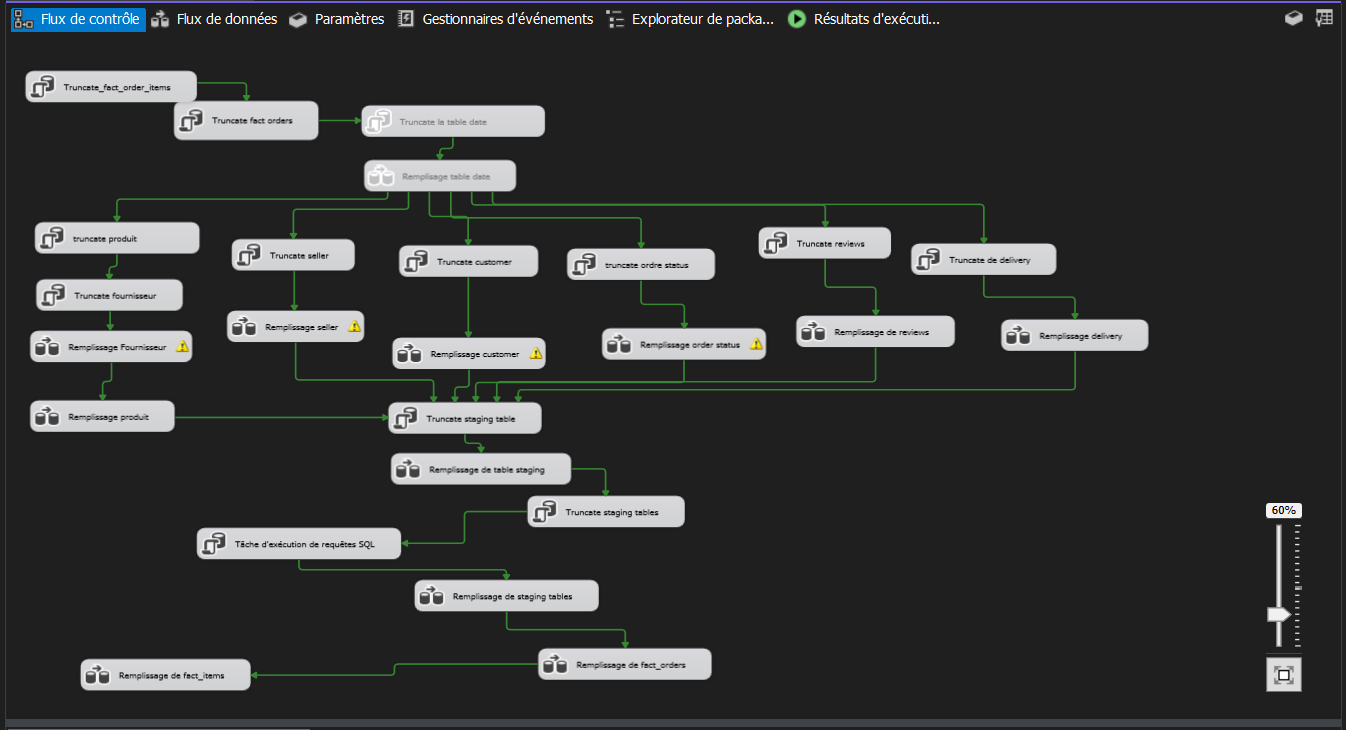 Flux de contrôle
Flux de données
Paramètres
Gestionnaires d'événements
Explorateur de packa...
Résultats d'exécuti...
Truncate_fact_order_items
Truncate fact orders
Truncate la table date
Remplisage table date
truncate produit
Truncate seller
Truncate customer
truncate ordre status
Truncate reviews
Truncate de delivery
Truncate fournisseur
Remplissage seller
Remplissage Fournisseur
Remplissage customer
Remplissage order status
Remplissage de reviews
Remplissage delivery
Remplissage produit
Truncate staging table
Remplissage de table staging
Truncate staging tables
Tâche d'exécution de requêtes SQL
Remplissage de staging tables
Remplissage de fact_orders
Remplissage de fact_items
60%